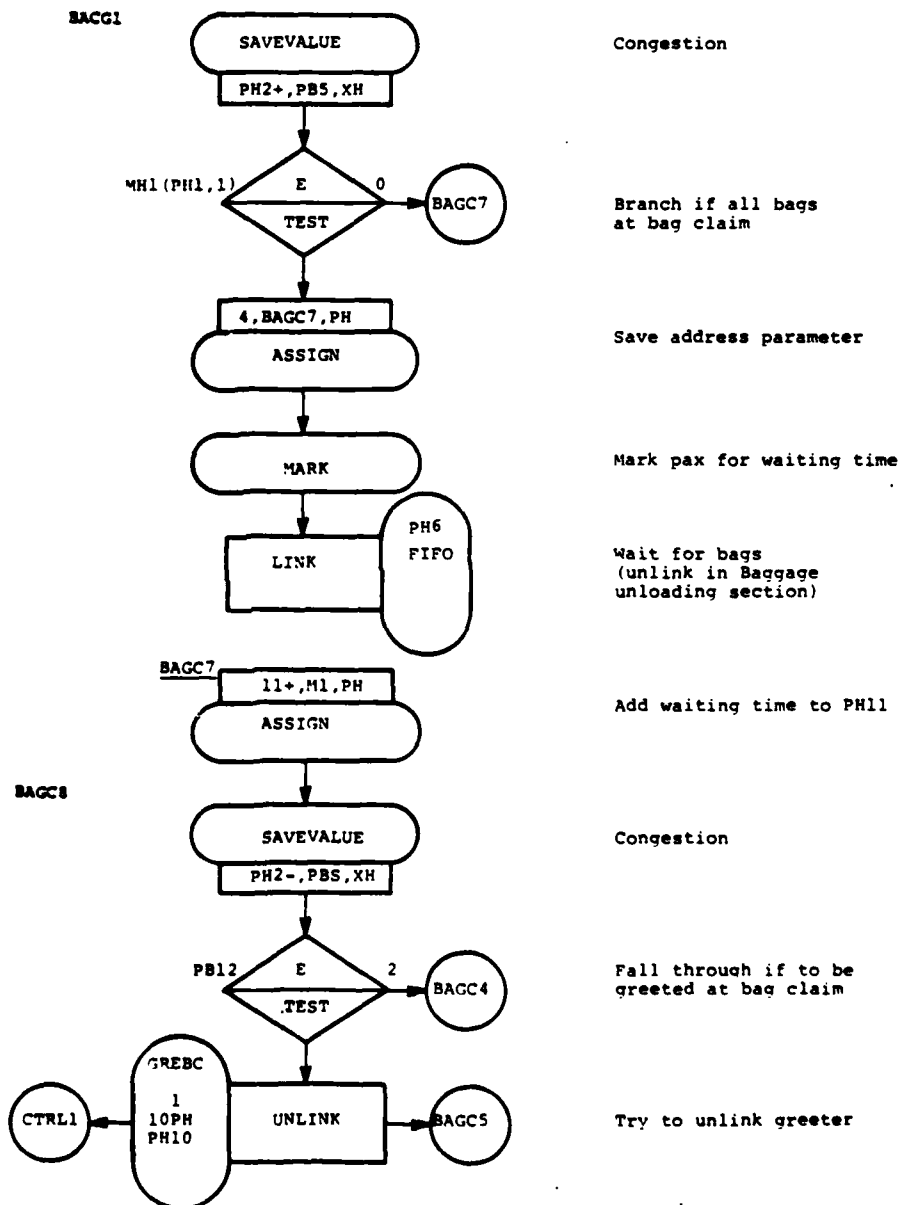 BACG1
SAVEVALUE
Congestion
PH2+,PB5,XH
MH1(PH1,1)
E
0
TEST
BAGC7
Branch if all bags
at bag claim
4,BAGC7,PH
ASSIGN
Save address parameter
MARK
Mark pax for waiting time
LINK
PH6
FIFO
Wait for bags
(unlink in Baggage
unloading section)
BAGC7
11+,M1,PH
ASSIGN
Add waiting time to PH11
BAGC8
SAVEVALUE
Congestion
PH2-,PB5,XH
PB12
E
2
TEST
BAGC4
Fall through if to be
greeted at bag claim
GREBC
1
10PH
PH10
CTRL1
UNLINK
BAGC5
Try to unlink greeter